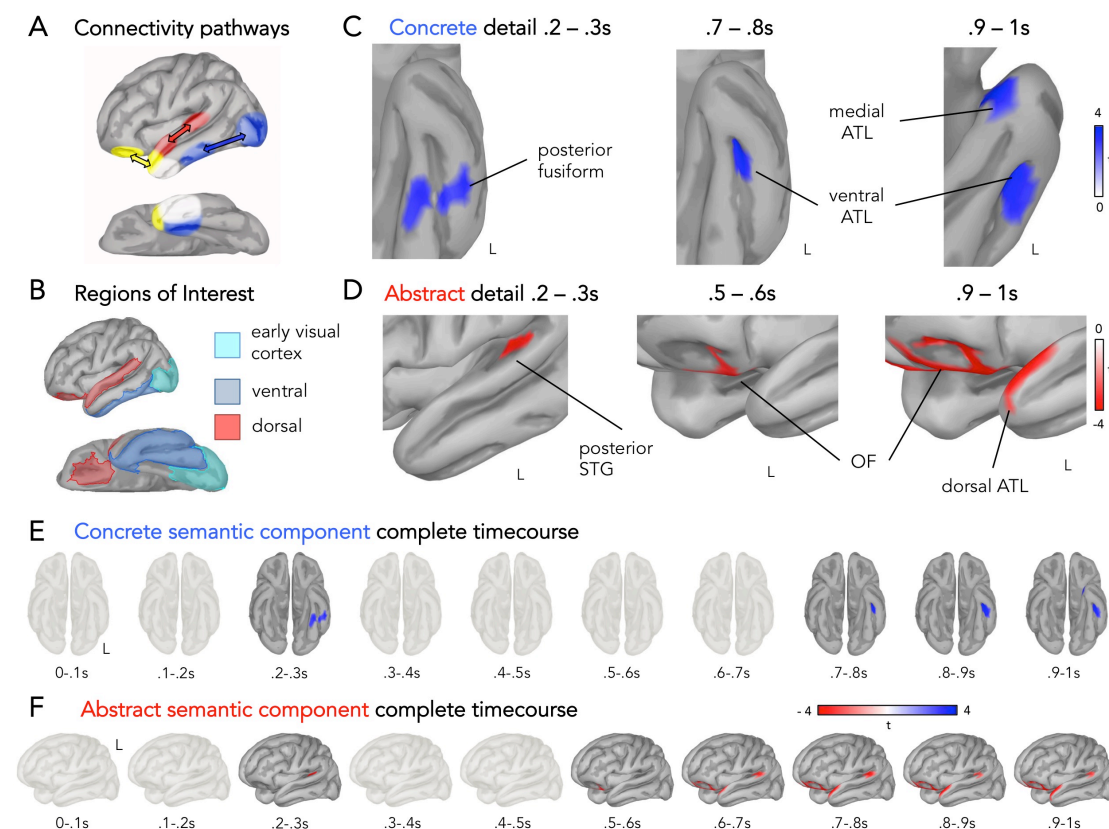 A Connectivity pathways
B Regions of Interest
early visual
cortex
ventral
dorsal
C Concrete detail .2 – .3s
.7 – .8s
.9 – 1s
posterior
fusiform
medial
ATL
ventral
ATL
L
L
L
4
0
D Abstract detail .2 – .3s
.5 – .6s
.9 – 1s
posterior
STG
OF
dorsal ATL
L
L
L
0
-4
E Concrete semantic component complete timecourse
L
0-.1s .1-.2s .2-.3s .3-.4s .4-.5s .5-.6s .6-.7s .7-.8s .8-.9s .9-1s
F Abstract semantic component complete timecourse
- 4 4
t
L
0-.1s .1-.2s .2-.3s .3-.4s .4-.5s .5-.6s .6-.7s .7-.8s .8-.9s .9-1s